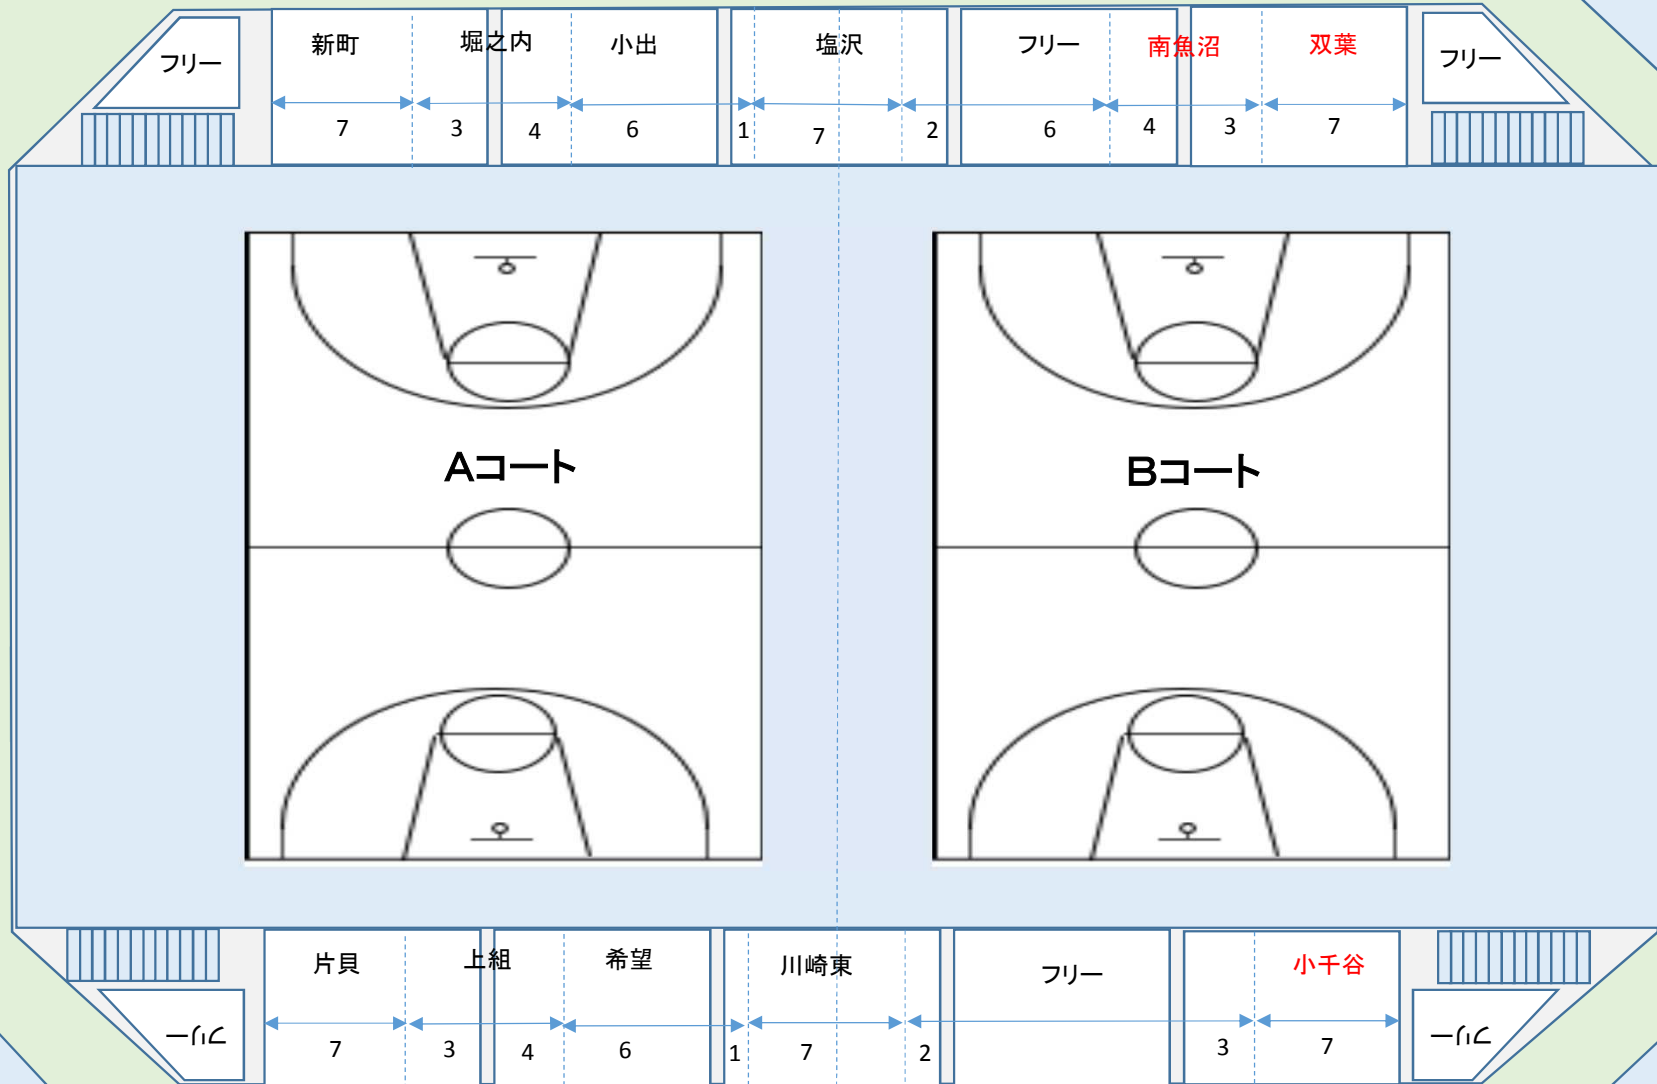 フリー
新町
堀之内
小出
塩沢
フリー
南魚沼
双葉
フリー
7
3
4
6
1
7
2
6
4
3
7
Aコート
Bコート
片貝
上組
希望
川崎東
フリー
小千谷
フリー
フリー
7
3
4
6
1
7
2
3
7